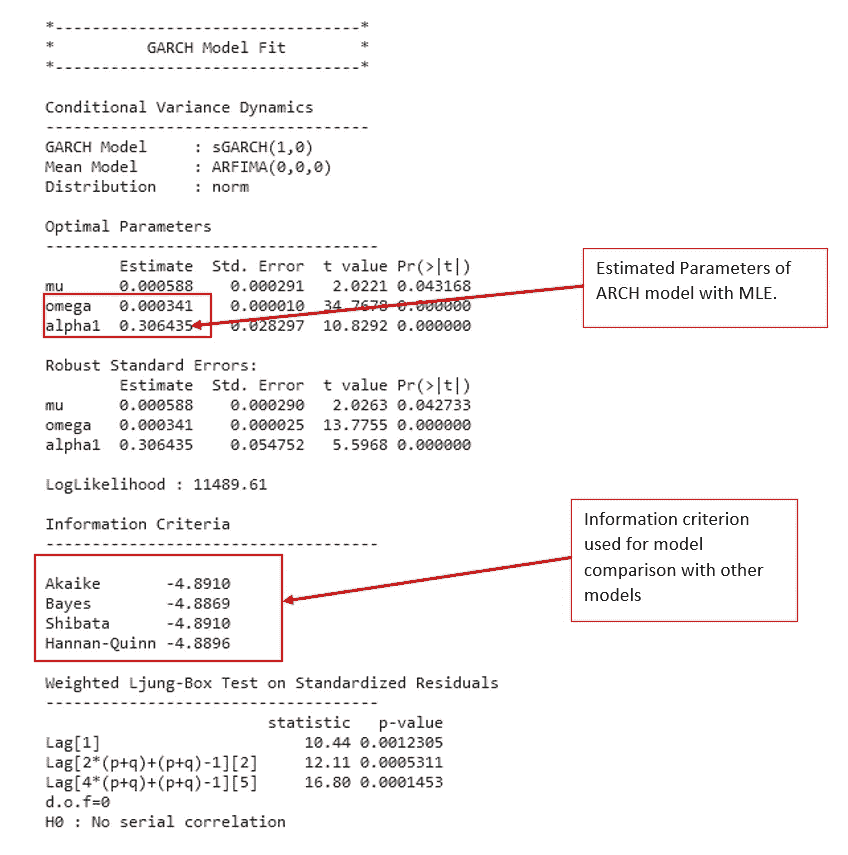 *---------------------------------*
*          GARCH Model Fit        *
*---------------------------------*
Conditional Variance Dynamics
-----------------------------------
GARCH Model     : sGARCH(1,0)
Mean Model      : ARFIMA(0,0,0)
Distribution    : norm
Optimal Parameters
------------------------------------
        Estimate  Std. Error  t value Pr(>|t|)
mu      0.000588    0.000291   2.0221 0.043168
omega   0.000341    0.000010  34.7678 0.000000
alpha1  0.306435    0.028297  10.8292 0.000000
Estimated Parameters of
ARCH model with MLE.
Robust Standard Errors:
        Estimate  Std. Error  t value Pr(>|t|)
mu      0.000588    0.000290   2.0263 0.042733
omega   0.000341    0.000025  13.7755 0.000000
alpha1  0.306435    0.054752   5.5968 0.000000
LogLikelihood : 11489.61
Information Criteria
------------------------------------
Akaike       -4.8910
Bayes        -4.8869
Shibata      -4.8910
Hannan-Quinn -4.8896
Information criterion
used for model
comparison with other
models
Weighted Ljung-Box Test on Standardized Residuals
------------------------------------
                        statistic   p-value
Lag[1]                      10.44 0.0012305
Lag[2*(p+q)+(p+q)-1][2]     12.11 0.0005311
Lag[4*(p+q)+(p+q)-1][5]     16.80 0.0001453
d.o.f=0
H0 : No serial correlation